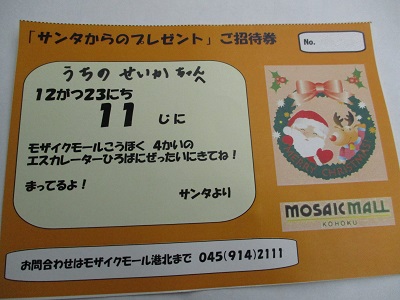 「サンタからのプレゼント」ご招待券
No.
うちの せいかちゃんへ
12がつ23にち
11 じに
モザイクモールこうほく 4かいの
エスカレーターひろばにぜったいにきてね!
まってるよ!
サンタより
MERRY CHRISTMAS
MOSAIC MALL
KOHOKU
お問合わせはモザイクモール港北まで 045(914)2111